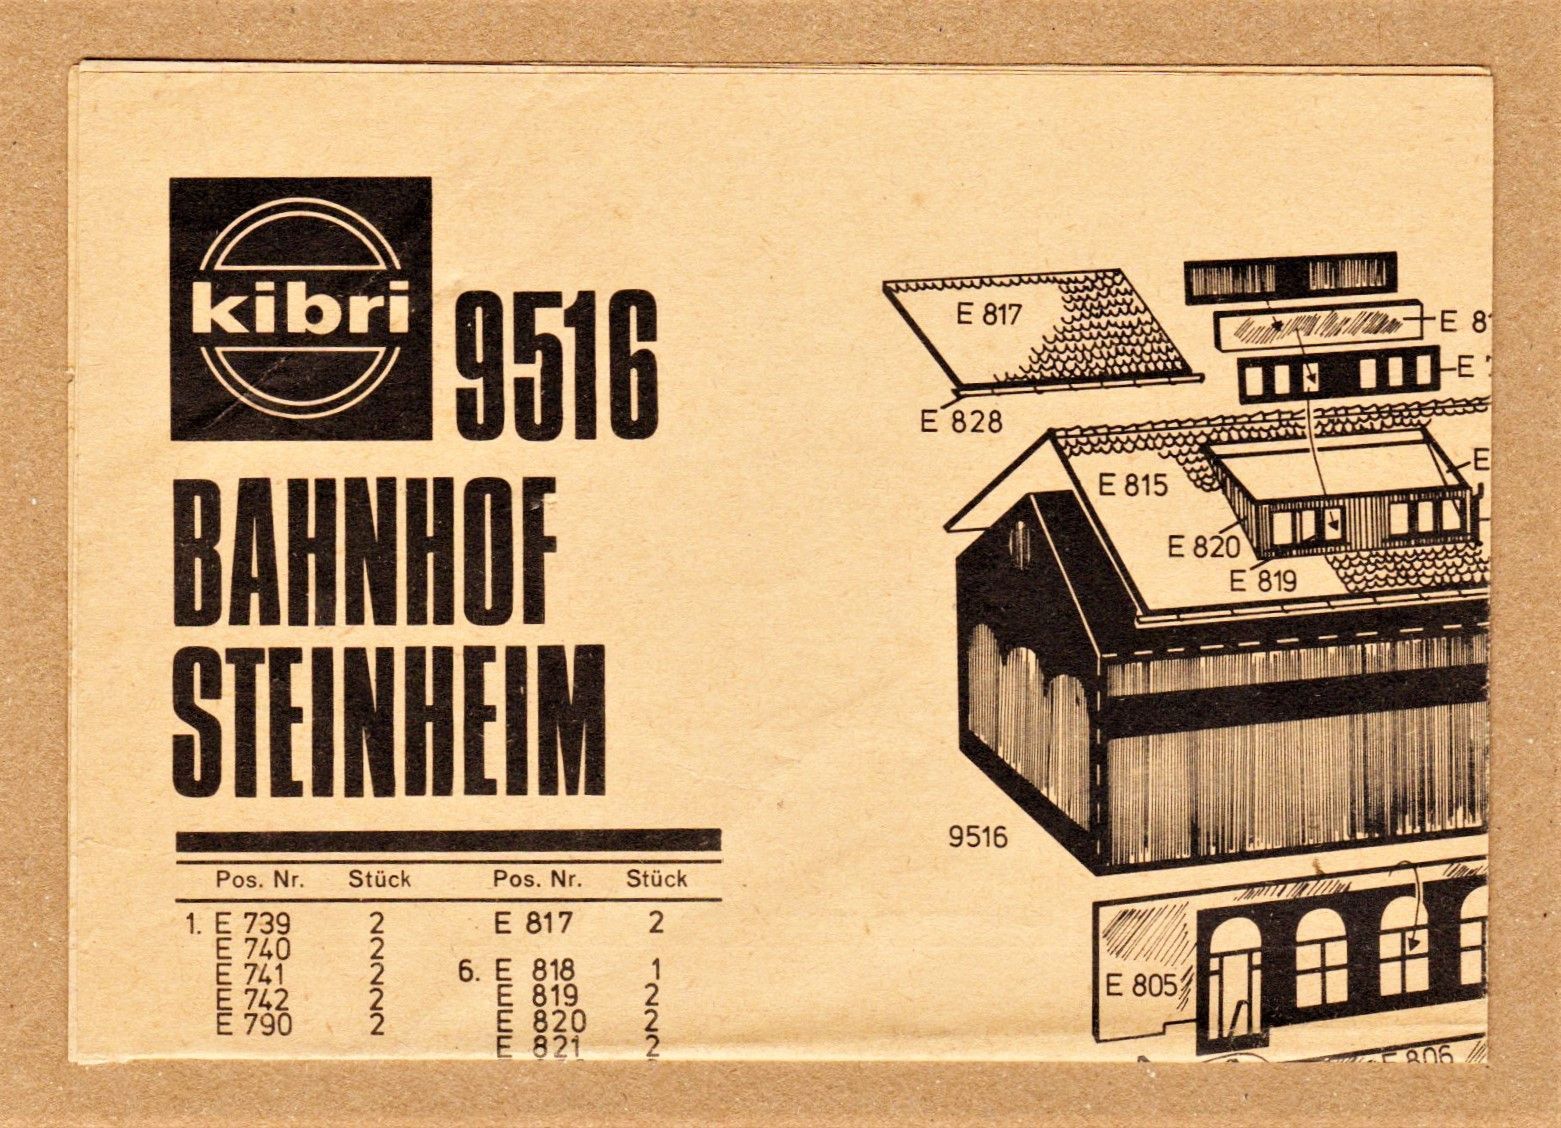 kibri
9516
BAHNHOF
STEINHEIM
Pos. Nr. Stück Pos. Nr. Stück
1. E 739 2 E 817 2
E 740 2
E 741 2 6. E 818 1
E 742 2 E 819 2
E 790 2 E 820 2
E 821 2
E 817
E 828
E 815
E 820
E 819
9516
E 805
E 806